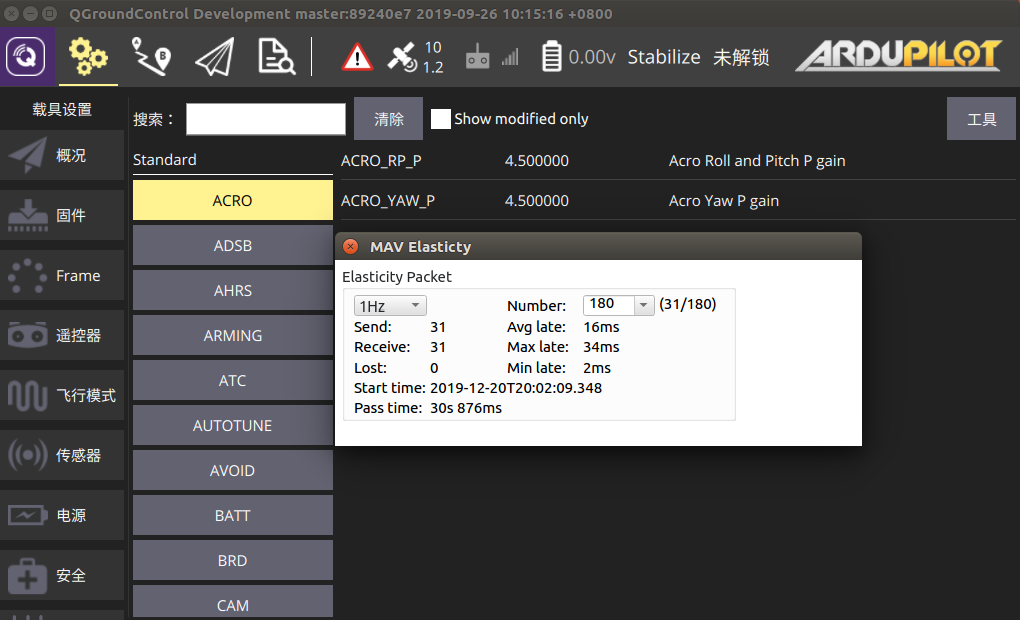 QGroundControl Development master:89240e7 2019-09-26 10:15:16 +0800
A B 10 1.2 0.00v Stabilize 未解锁 ARDUPILOT
载具设置
概况
固件
Frame
遥控器
飞行模式
传感器
电源
安全
搜索： 清除 Show modified only 工具
Standard
ACRO
ADSB
AHRS
ARMING
ATC
AUTOTUNE
AVOID
BATT
BRD
CAM
ACRO_RP_P 4.500000 Acro Roll and Pitch P gain
ACRO_YAW_P 4.500000 Acro Yaw P gain
MAV Elasticty
Elasticity Packet
1Hz Number: 180 (31/180)
Send: 31 Avg late: 16ms
Receive: 31 Max late: 34ms
Lost: 0 Min late: 2ms
Start time: 2019-12-20T20:02:09.348
Pass time: 30s 876ms